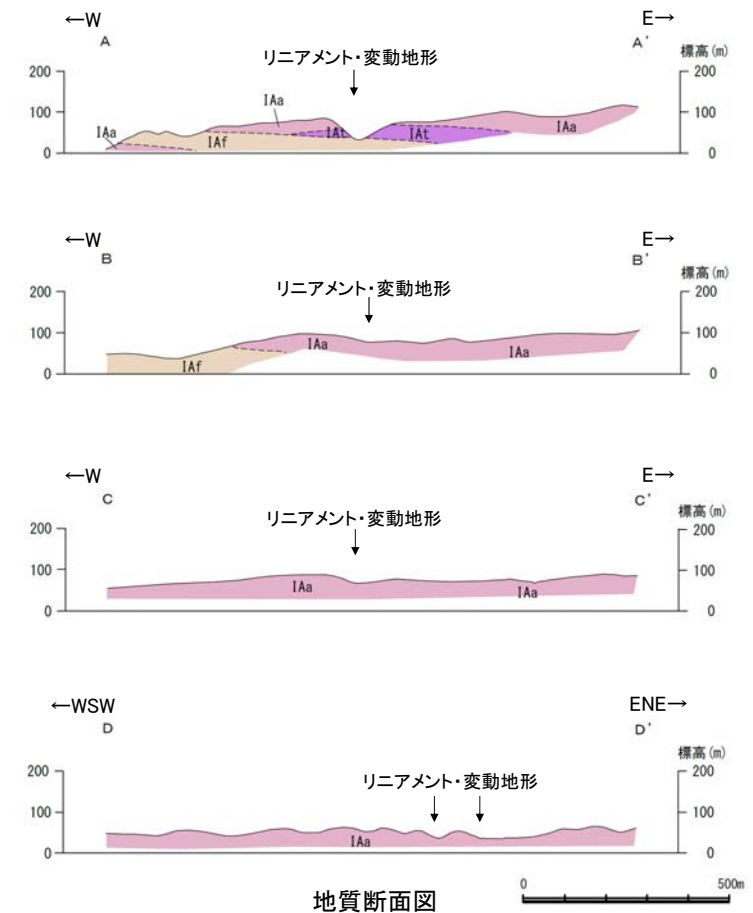 ←W E→
A A'
リニアメント・変動地形 標高(m)
200 200
IAa
100 100
IAa IAt IAt IAa
IAf
0 0
←W E→
B B'
標高(m)
リニアメント・変動地形
200 200
100 100
IAa IAa
IAf
0 0
←W E→
C C'
リニアメント・変動地形 標高(m)
200 200
100 100
IAa IAa
0 0
←WSW ENE→
D D'
標高(m)
リニアメント・変動地形
200 200
100 100
IAa
0 0
地質断面図
0 500m